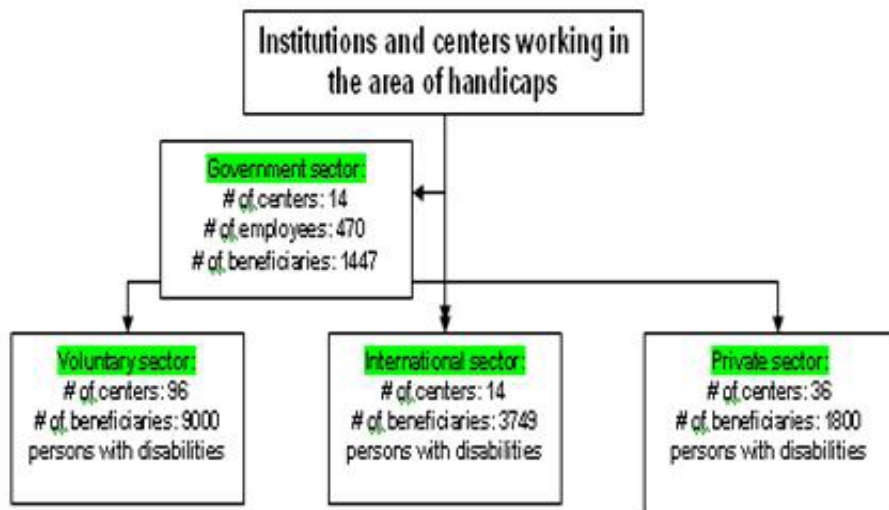 Institutions and centers working in
the area of handicaps
Government sector:
# of centers: 14
# of employees: 470
# of beneficiaries: 1447
Voluntary sector:
# of centers: 96
# of beneficiaries: 9000
persons with disabilities
International sector:
# of centers: 14
# of beneficiaries: 3749
persons with disabilities
Private sector:
# of centers: 36
# of beneficiaries: 1800
persons with disabilities